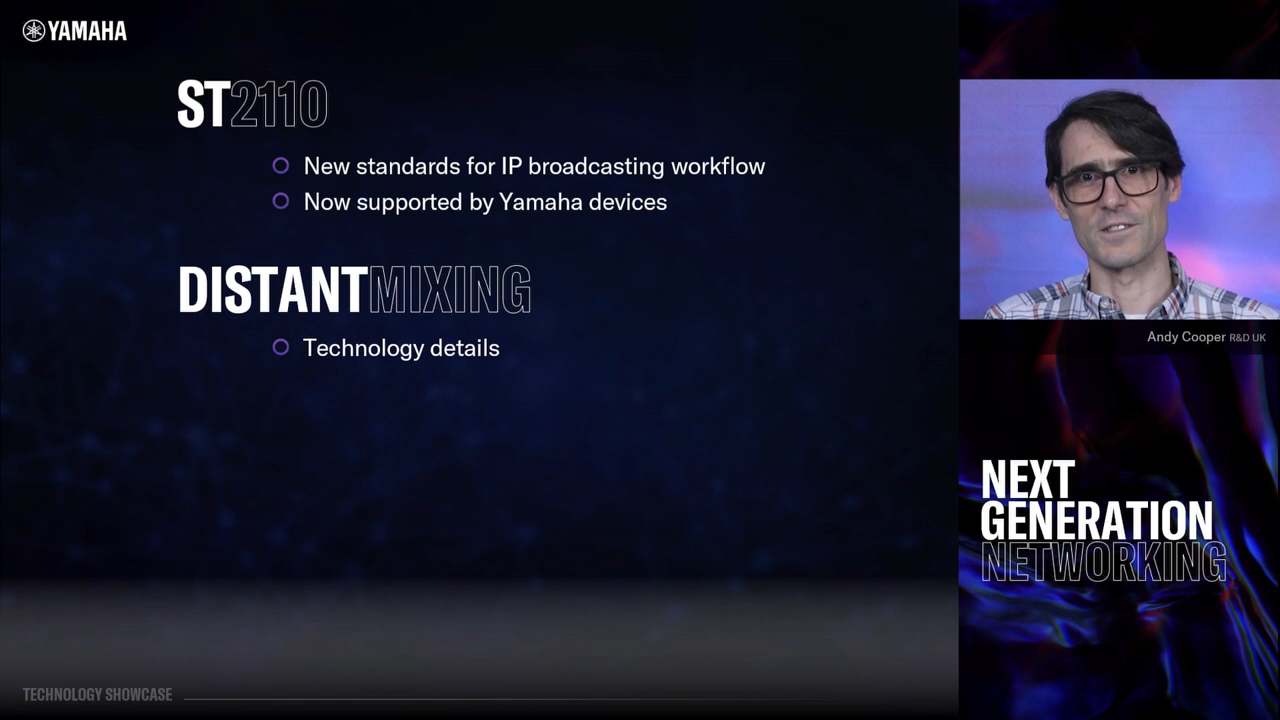 YAMAHA
ST2110
New standards for IP broadcasting workflow
Now supported by Yamaha devices
DISTANTMIXING
Technology details
TECHNOLOGY SHOWCASE
Andy Cooper R&D UK
NEXT
GENERATION
NETWORKING